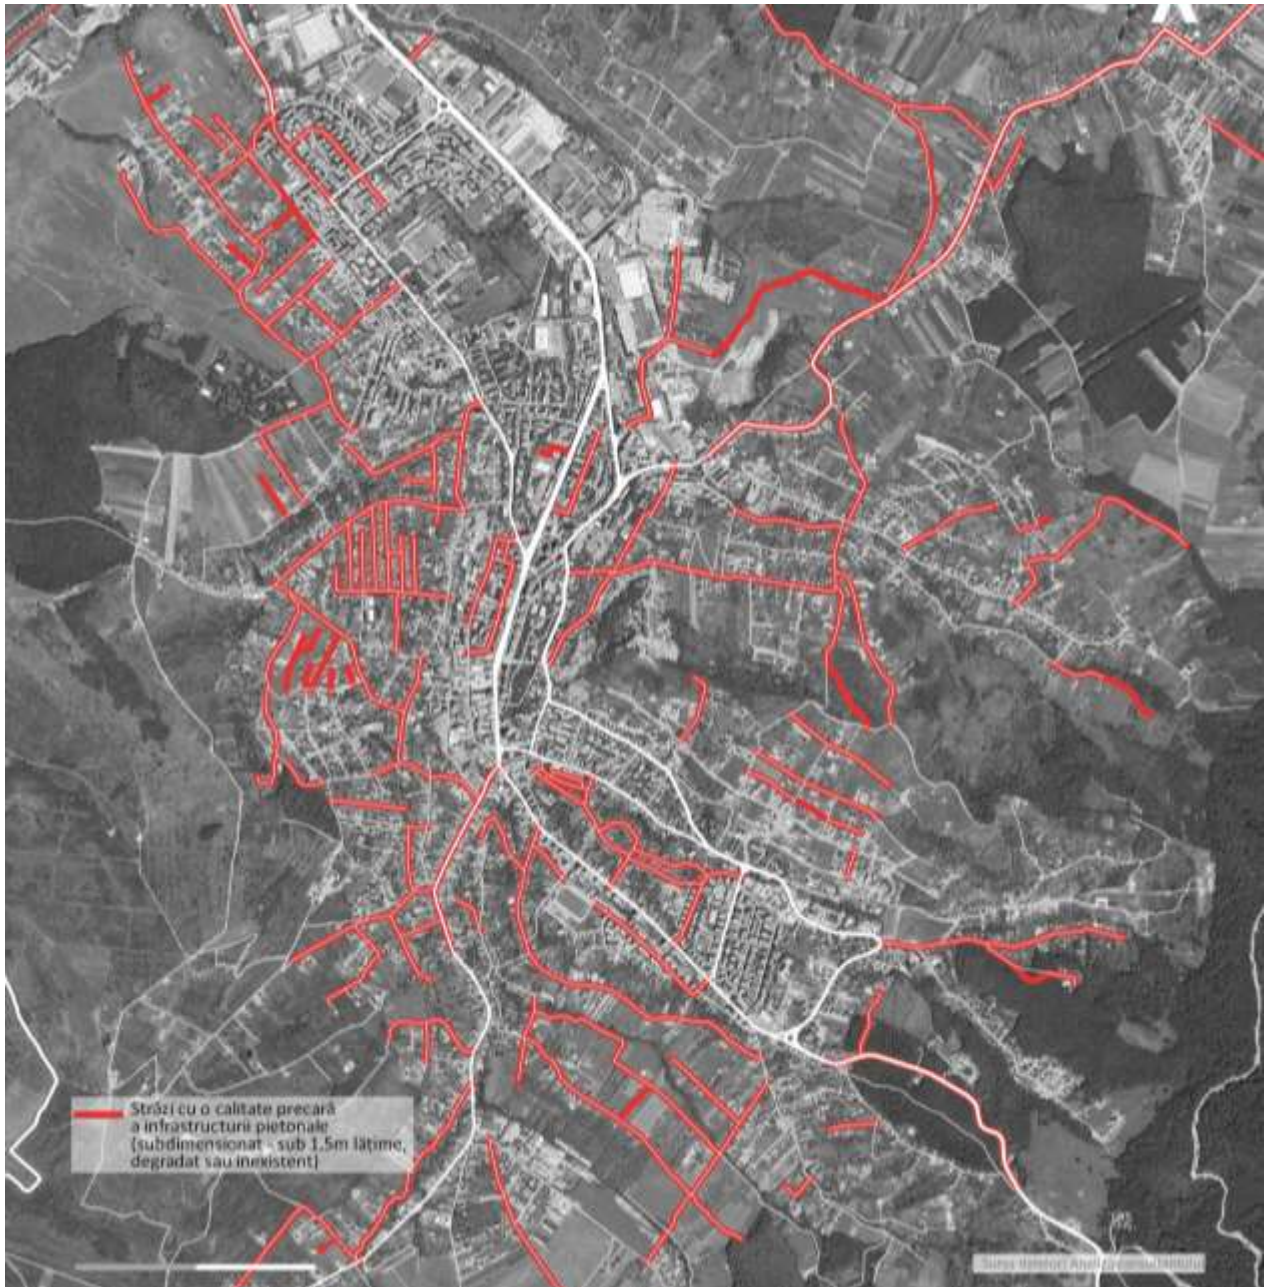 Străzi cu o calitate precară
a infrastructurii pietonale
(subdimensionat - sub 1,5m lățime,
degradat sau inexistent)